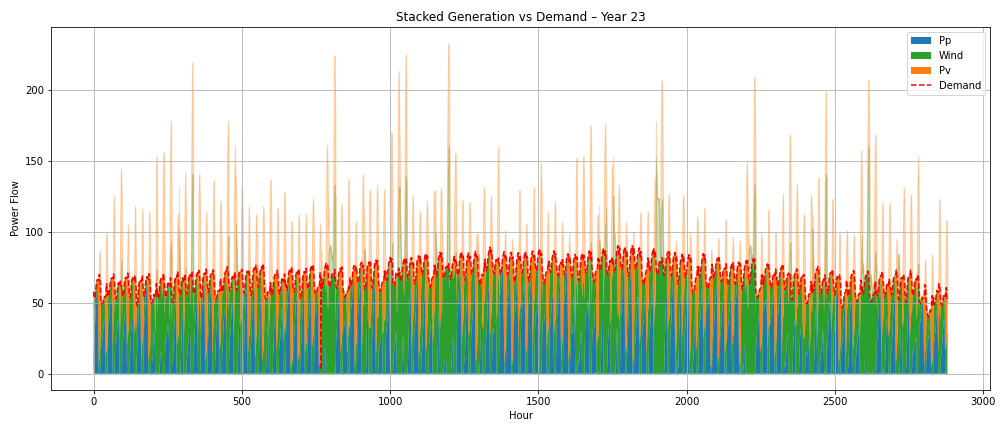 Stacked Generation vs Demand – Year 23
Pp
Wind
Pv
Demand
Power Flow
200
150
100
50
0
0 500 1000 1500 2000 2500 3000
Hour